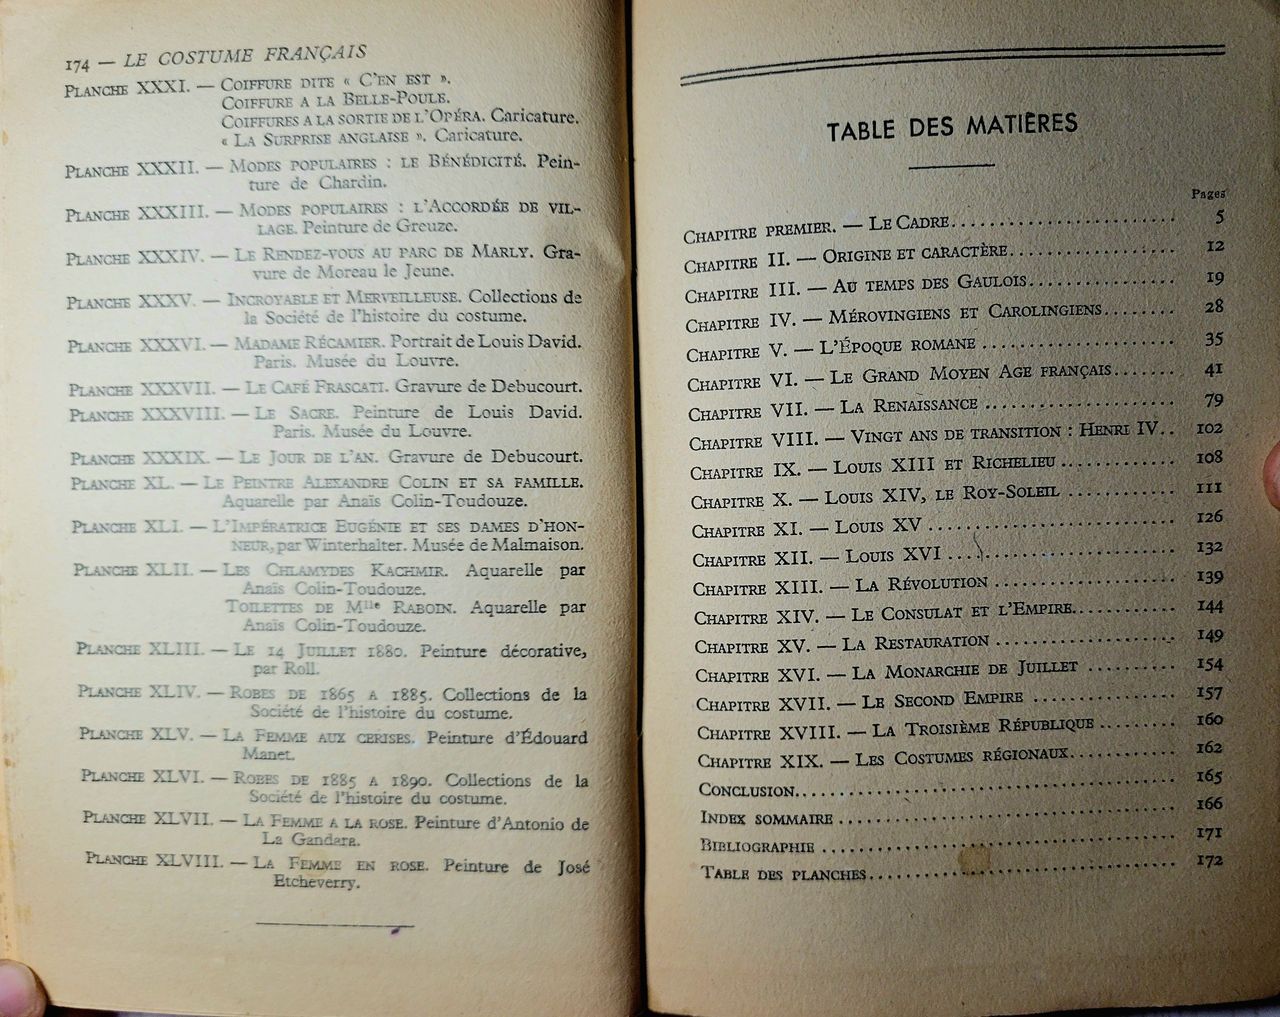 174 — LE COSTUME FRANÇAIS
PLANCHE XXXI. — COIFFURE DITE « C'EN EST ».
COIFFURE A LA BELLE-POULE.
COIFFURES A LA SORTIE DE L'OPÉRA. Caricature.
« LA SURPRISE ANGLAISE ». Caricature.
PLANCHE XXXII. — MODES POPULAIRES : LE BÉNÉDICITÉ. Pein-
ture de Chardin.
PLANCHE XXXIII. — MODES POPULAIRES : L'ACCORDÉE DE VIL-
LAGE. Peinture de Greuze.
PLANCHE XXXIV. — LE RENDEZ-VOUS AU PARC DE MARLY. Gra-
vure de Moreau le Jeune.
PLANCHE XXXV. — INCROYABLE ET MERVEILLEUSE. Collections de
la Société de l'histoire du costume.
PLANCHE XXXVI. — MADAME RÉCAMIER. Portrait de Louis David.
Paris. Musée du Louvre.
PLANCHE XXXVII. — LE CAFÉ FRASCATI. Gravure de Debucourt.
PLANCHE XXXVIII. — LE SACRE. Peinture de Louis David.
Paris. Musée du Louvre.
PLANCHE XXXIX. — LE JOUR DE L'AN. Gravure de Debucourt.
PLANCHE XL. — LE PEINTRE ALEXANDRE COLIN ET SA FAMILLE.
Aquarelle par Anaïs Colin-Toudouze.
PLANCHE XLI. — L'IMPÉRATRICE EUGÉNIE ET SES DAMES D'HON-
NEUR, par Winterhalter. Musée de Malmaison.
PLANCHE XLII. — LES CHLAMYDES KACHMIR. Aquarelle par
Anaïs Colin-Toudouze.
TOILETTES DE Mlle RABOIN. Aquarelle par
Anaïs Colin-Toudouze.
PLANCHE XLIII. — LE 14 JUILLET 1880. Peinture décorative,
par Roll.
PLANCHE XLIV. — ROBES DE 1865 A 1885. Collections de la
Société de l'histoire du costume.
PLANCHE XLV. — LA FEMME AUX CERISES. Peinture d'Édouard
Manet.
PLANCHE XLVI. — ROBES DE 1885 A 1890. Collections de la
Société de l'histoire du costume.
PLANCHE XLVII. — LA FEMME A LA ROSE. Peinture d'Antonio de
La Gandara.
PLANCHE XLVIII. — LA FEMME EN ROSE. Peinture de José
Etcheverry.
TABLE DES MATIÈRES
Pages
CHAPITRE PREMIER. — LE CADRE........................ 5
CHAPITRE II. — ORIGINE ET CARACTÈRE................. 12
CHAPITRE III. — AU TEMPS DES GAULOIS................ 19
CHAPITRE IV. — MÉROVINGIENS ET CAROLINGIENS........ 28
CHAPITRE V. — L'ÉPOQUE ROMANE ..................... 35
CHAPITRE VI. — LE GRAND MOYEN AGE FRANÇAIS....... 41
CHAPITRE VII. — LA RENAISSANCE .................... 79
CHAPITRE VIII. — VINGT ANS DE TRANSITION : HENRI IV.. 102
CHAPITRE IX. — LOUIS XIII ET RICHELIEU ............ 108
CHAPITRE X. — LOUIS XIV, LE ROY-SOLEIL ............ 111
CHAPITRE XI. — LOUIS XV ........................... 126
CHAPITRE XII. — LOUIS XVI ......................... 132
CHAPITRE XIII. — LA RÉVOLUTION .................... 139
CHAPITRE XIV. — LE CONSULAT ET L'EMPIRE............ 144
CHAPITRE XV. — LA RESTAURATION .................... 149
CHAPITRE XVI. — LA MONARCHIE DE JUILLET .......... 154
CHAPITRE XVII. — LE SECOND EMPIRE ................. 157
CHAPITRE XVIII. — LA TROISIÈME RÉPUBLIQUE ......... 160
CHAPITRE XIX. — LES COSTUMES RÉGIONAUX............. 162
CONCLUSION......................................... 165
INDEX SOMMAIRE .................................... 166
BIBLIOGRAPHIE ..................................... 171
TABLE DES PLANCHES................................. 172